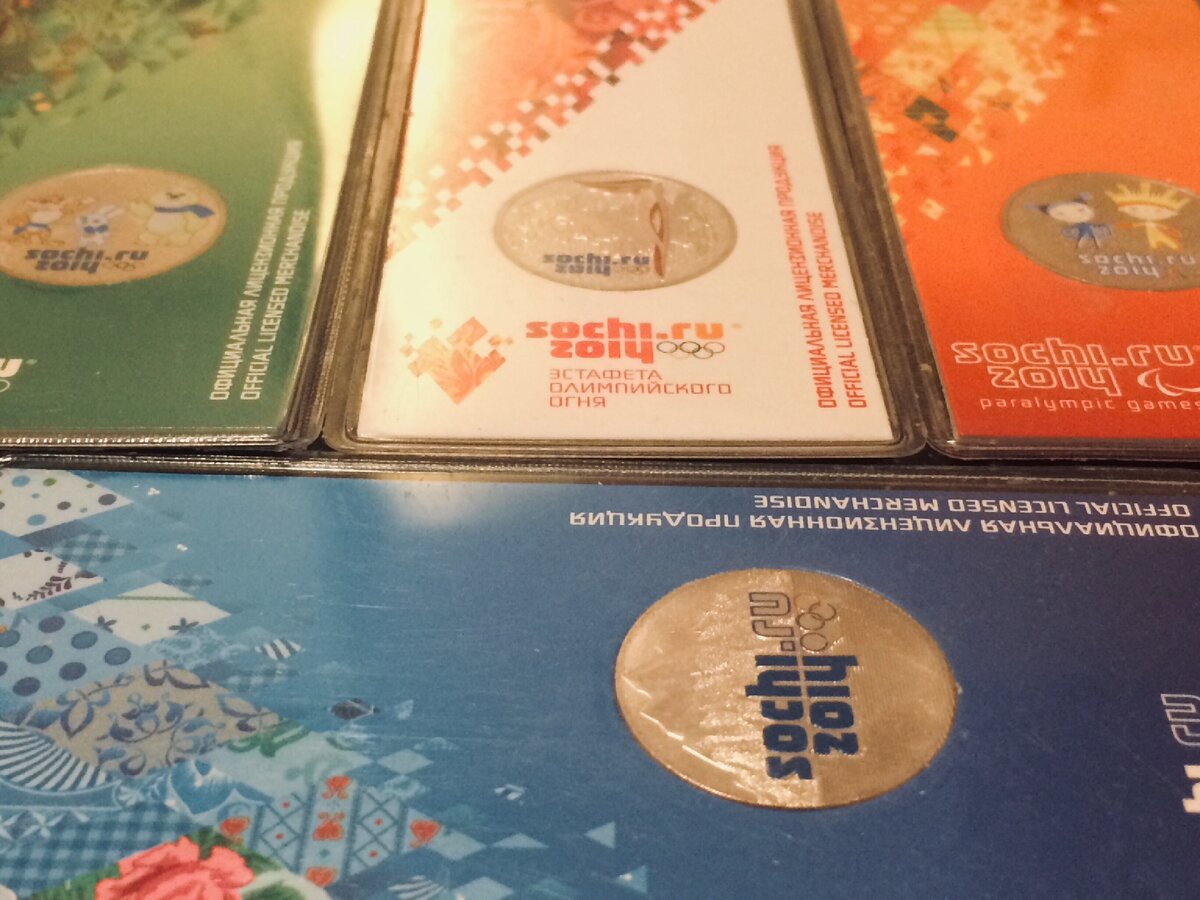 sochi.ru
2014
ОФИЦИАЛЬНАЯ ЛИЦЕНЗИОННАЯ ПРОДУКЦИЯ
OFFICIAL LICENSED MERCHANDISE
sochi.ru
2014
sochi.ru
2014
ЭСТАФЕТА
ОЛИМПИЙСКОГО
ОГНЯ
ОФИЦИАЛЬНАЯ ЛИЦЕНЗИОННАЯ ПРОДУКЦИЯ
OFFICIAL LICENSED MERCHANDISE
sochi.ru
2014
sochi.ru
2014
paralympic games
ОФИЦИАЛЬНАЯ ЛИЦЕНЗИОННАЯ ПРОДУКЦИЯ
OFFICIAL LICENSED MERCHANDISE
sochi.ru
2014